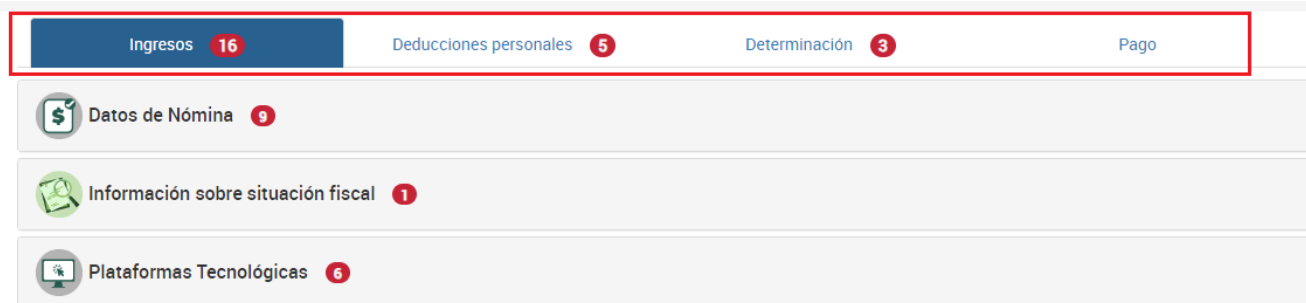 Ingresos 16 Deducciones personales 5 Determinación 3 Pago
$ Datos de Nómina 9
Información sobre situación fiscal 1
Plataformas Tecnológicas 6